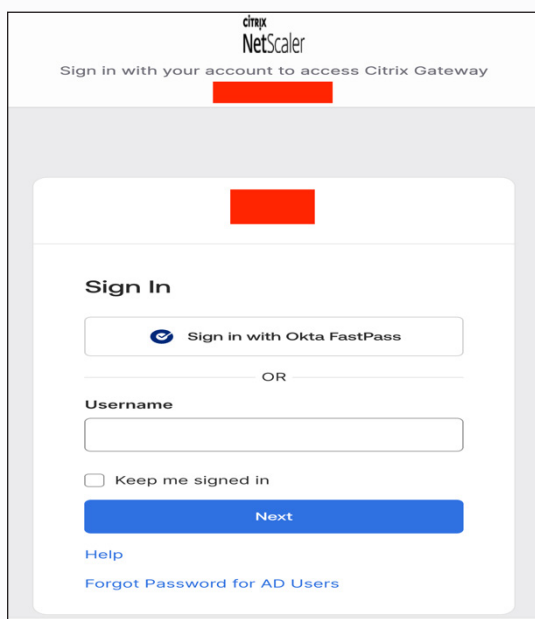 citrix
NetScaler
Sign in with your account to access Citrix Gateway
Sign In
Sign in with Okta FastPass
OR
Username
Keep me signed in
Next
Help
Forgot Password for AD Users